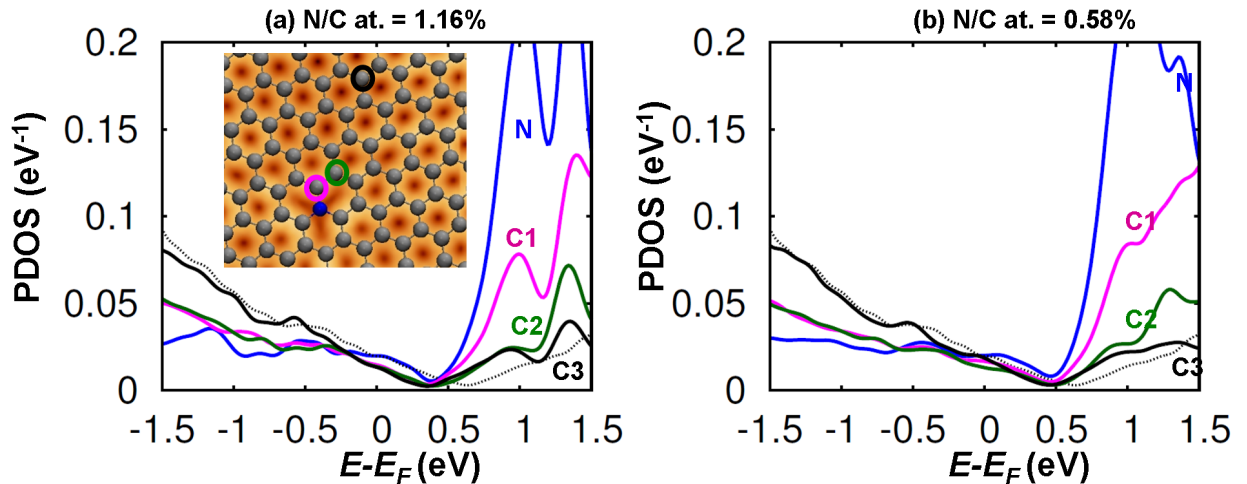 (a) N/C at. = 1.16%
PDOS (eV⁻¹)
0.2
0.15
0.1
0.05
0
N
C1
C2
C3
-1.5 -1 -0.5 0 0.5 1 1.5
E-E_F (eV)
(b) N/C at. = 0.58%
PDOS (eV⁻¹)
0.2
0.15
0.1
0.05
0
N
C1
C2
C3
-1.5 -1 -0.5 0 0.5 1 1.5
E-E_F (eV)